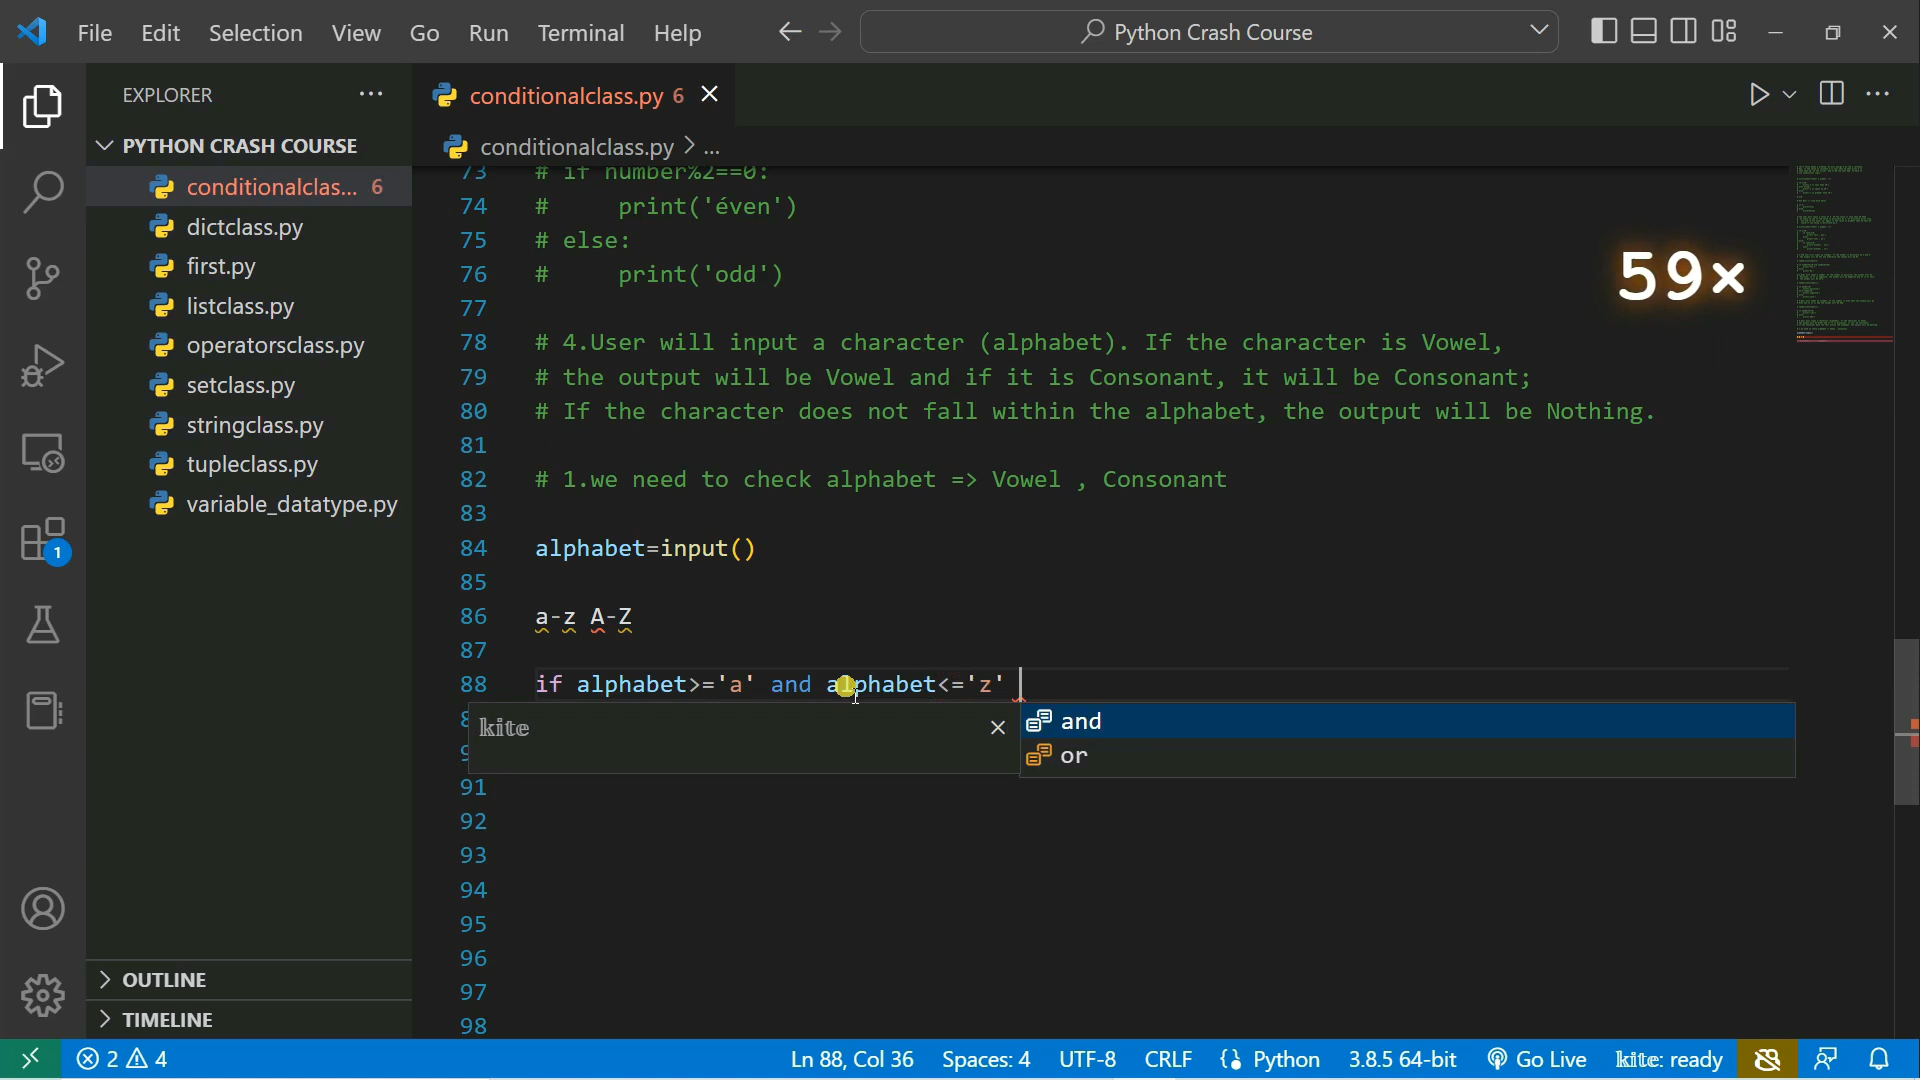 File Edit Selection View Go Run Terminal Help
Python Crash Course
EXPLORER
PYTHON CRASH COURSE
conditionalclas... 6
dictclass.py
first.py
listclass.py
operatorsclass.py
setclass.py
stringclass.py
tupleclass.py
variable_datatype.py
OUTLINE
TIMELINE
conditionalclass.py 6
conditionalclass.py > ...
59×
73 # if number%2==0:
74 #     print('éven')
75 # else:
76 #     print('odd')
77
78 # 4.User will input a character (alphabet). If the character is Vowel,
79 # the output will be Vowel and if it is Consonant, it will be Consonant;
80 # If the character does not fall within the alphabet, the output will be Nothing.
81
82 # 1.we need to check alphabet => Vowel , Consonant
83
84 alphabet=input()
85
86 a-z A-Z
87
88 if alphabet>='a' and alphabet<='z'
kite
and
or
91
92
93
94
95
96
97
98
1
2 4
Ln 88, Col 36 Spaces: 4 UTF-8 CRLF Python 3.8.5 64-bit Go Live kite: ready